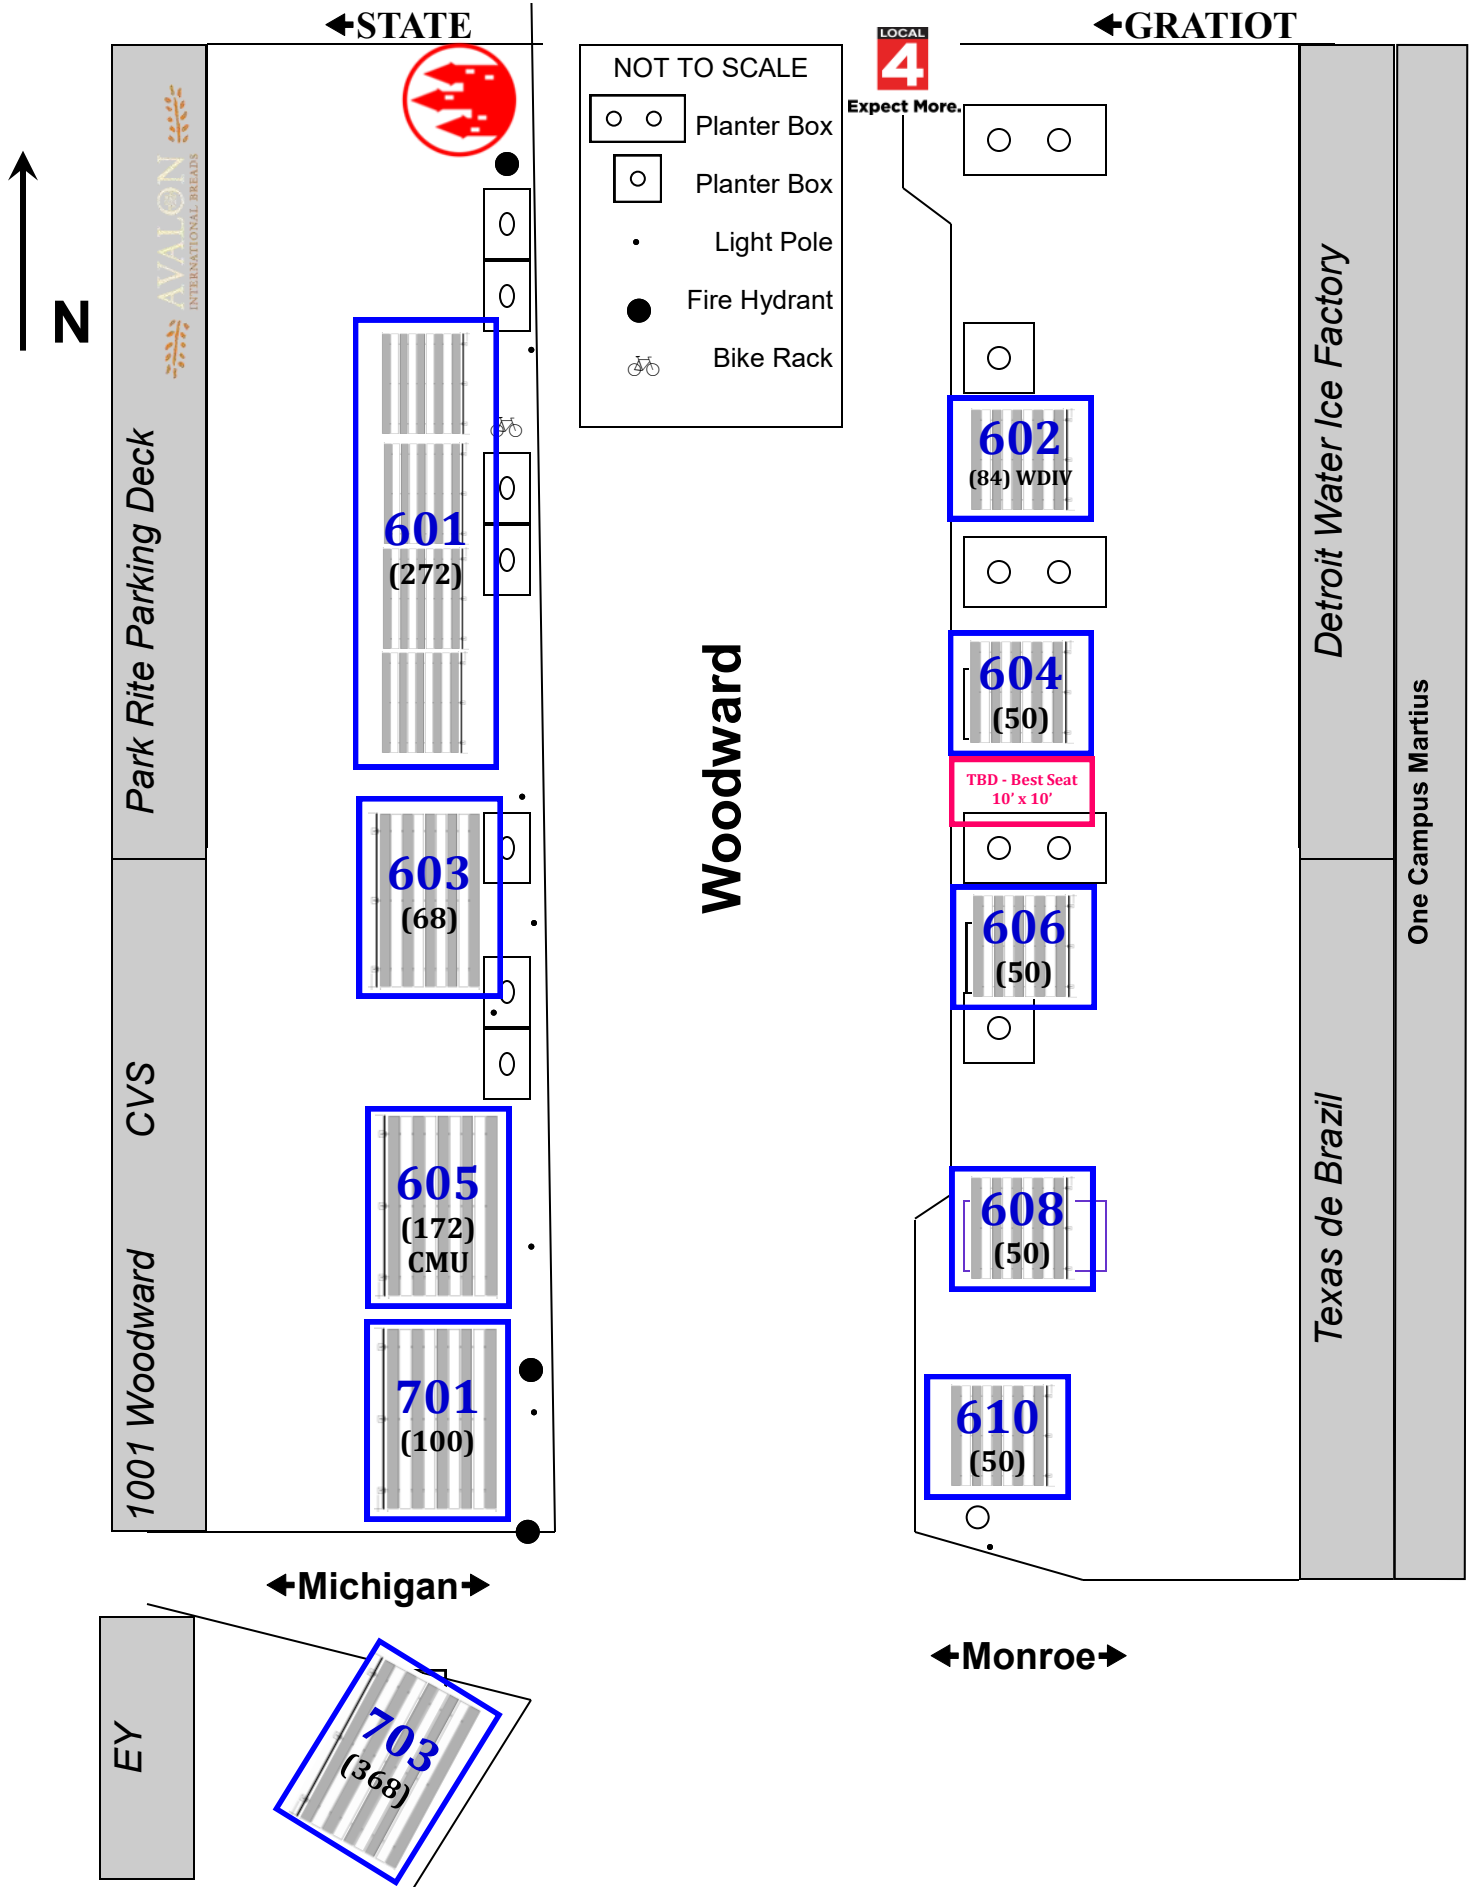 STATE
GRATIOT
LOCAL
4
Expect More.
NOT TO SCALE
Planter Box
Planter Box
Light Pole
Fire Hydrant
Bike Rack
N
AVALON
INTERNATIONAL BREADS
Park Rite Parking Deck
CVS
1001 Woodward
601
(272)
603
(68)
605
(172)
CMU
701
(100)
Woodward
602
(84) WDIV
604
(50)
TBD - Best Seat
10’ x 10’
606
(50)
608
(50)
610
(50)
Detroit Water Ice Factory
Texas de Brazil
One Campus Martius
Michigan
Monroe
EY
703
(368)